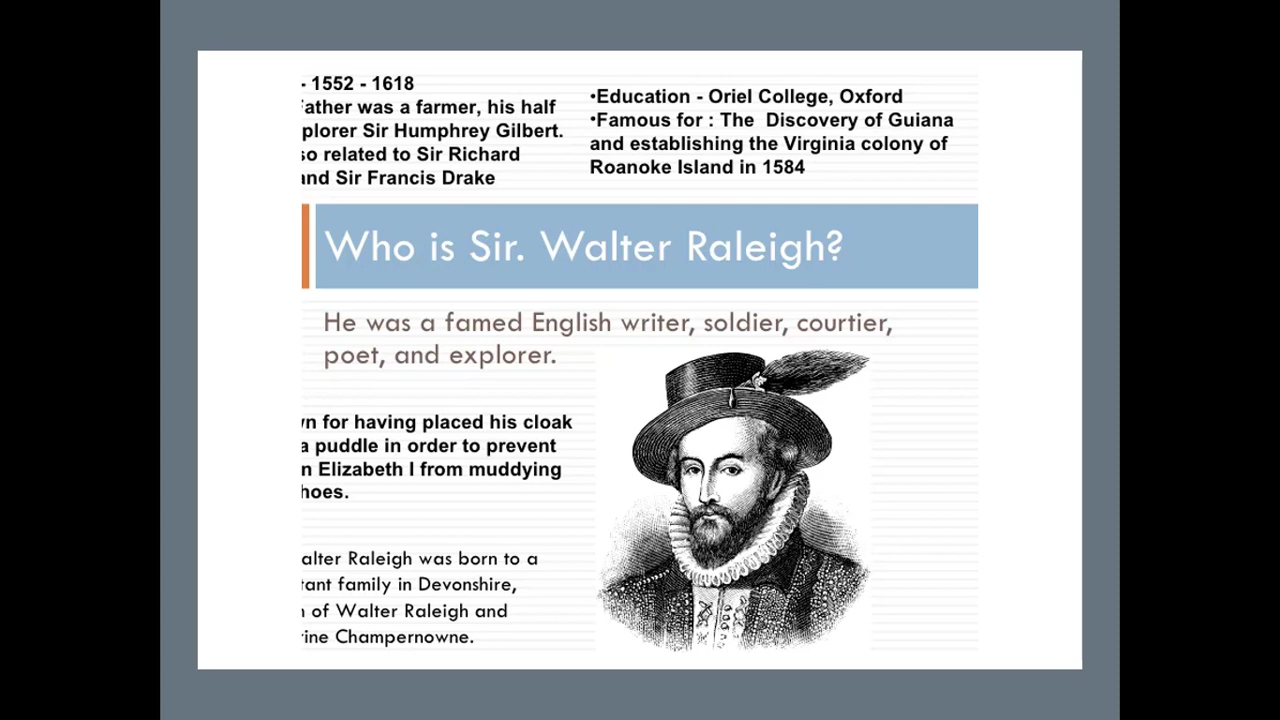 - 1552 - 1618
Father was a farmer, his half
plorer Sir Humphrey Gilbert.
so related to Sir Richard
and Sir Francis Drake
•Education - Oriel College, Oxford
•Famous for : The Discovery of Guiana
and establishing the Virginia colony of
Roanoke Island in 1584
Who is Sir. Walter Raleigh?
He was a famed English writer, soldier, courtier,
poet, and explorer.
for having placed his cloak
a puddle in order to prevent
n Elizabeth I from muddying
hoes.
alter Raleigh was born to a
tant family in Devonshire,
of Walter Raleigh and
rine Champernowne.